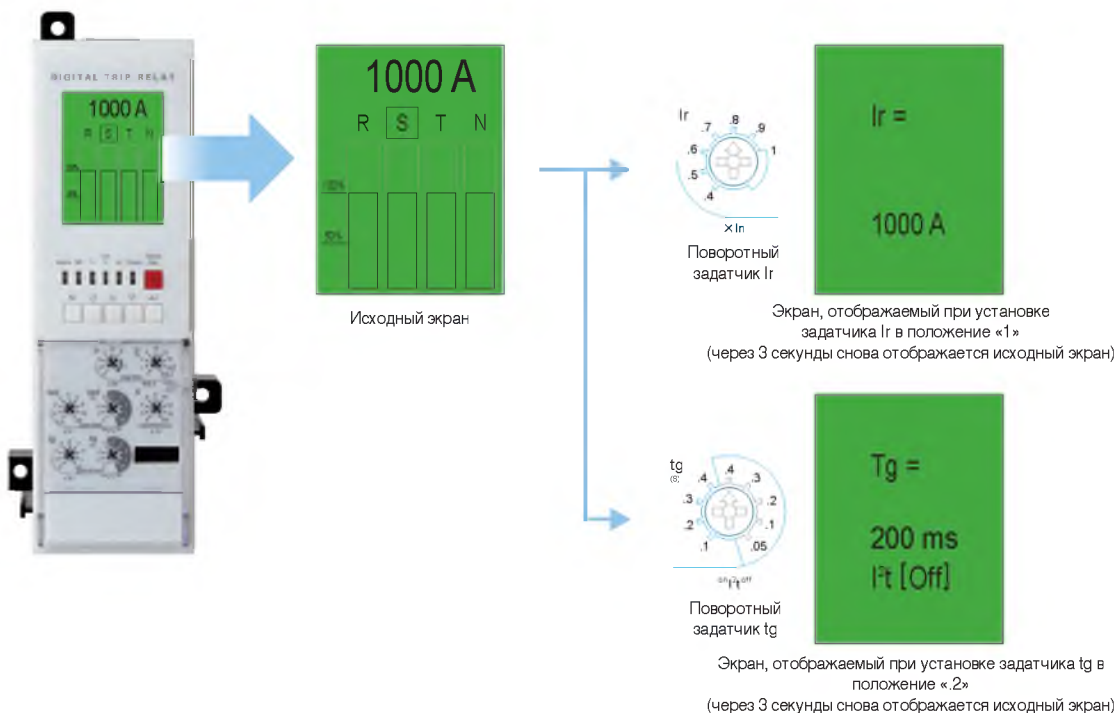 DIGITAL TRIP RELAY
1000 A
R S T N
1000 A
R S T N
100%
50%
Исходный экран
Ir
.4
.5
.6
.7
.8
.9
1
× In
Поворотный
задатчик Ir
Ir =
1000 A
Экран, отображаемый при установке
задатчика Ir в положение «1»
(через 3 секунды снова отображается исходный экран)
tg
(s)
.1
.2
.3
.4
.4
.3
.2
.1
.05
on I²t off
Поворотный
задатчик tg
Tg =
200 ms
I²t [Off]
Экран, отображаемый при установке задатчика tg в
положение «.2»
(через 3 секунды снова отображается исходный экран)